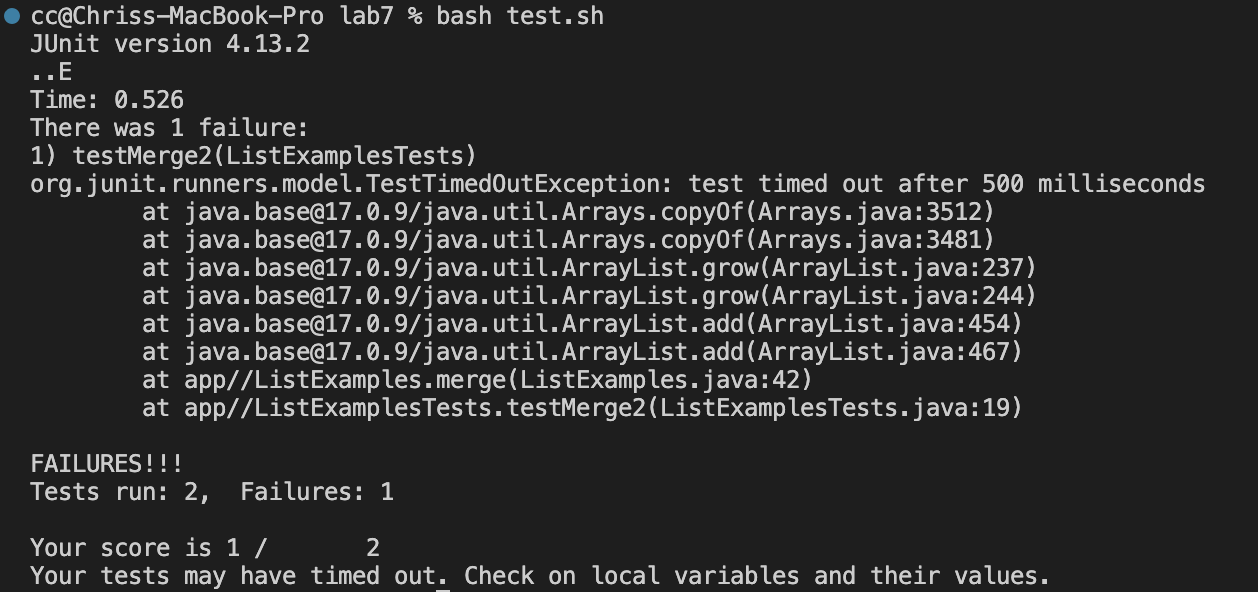 cc@Chriss-MacBook-Pro lab7 % bash test.sh
JUnit version 4.13.2
..E
Time: 0.526
There was 1 failure:
1) testMerge2(ListExamplesTests)
org.junit.runners.model.TestTimedOutException: test timed out after 500 milliseconds
        at java.base@17.0.9/java.util.Arrays.copyOf(Arrays.java:3512)
        at java.base@17.0.9/java.util.Arrays.copyOf(Arrays.java:3481)
        at java.base@17.0.9/java.util.ArrayList.grow(ArrayList.java:237)
        at java.base@17.0.9/java.util.ArrayList.grow(ArrayList.java:244)
        at java.base@17.0.9/java.util.ArrayList.add(ArrayList.java:454)
        at java.base@17.0.9/java.util.ArrayList.add(ArrayList.java:467)
        at app//ListExamples.merge(ListExamples.java:42)
        at app//ListExamplesTests.testMerge2(ListExamplesTests.java:19)

FAILURES!!!
Tests run: 2,  Failures: 1

Your score is 1 /       2
Your tests may have timed out. Check on local variables and their values.